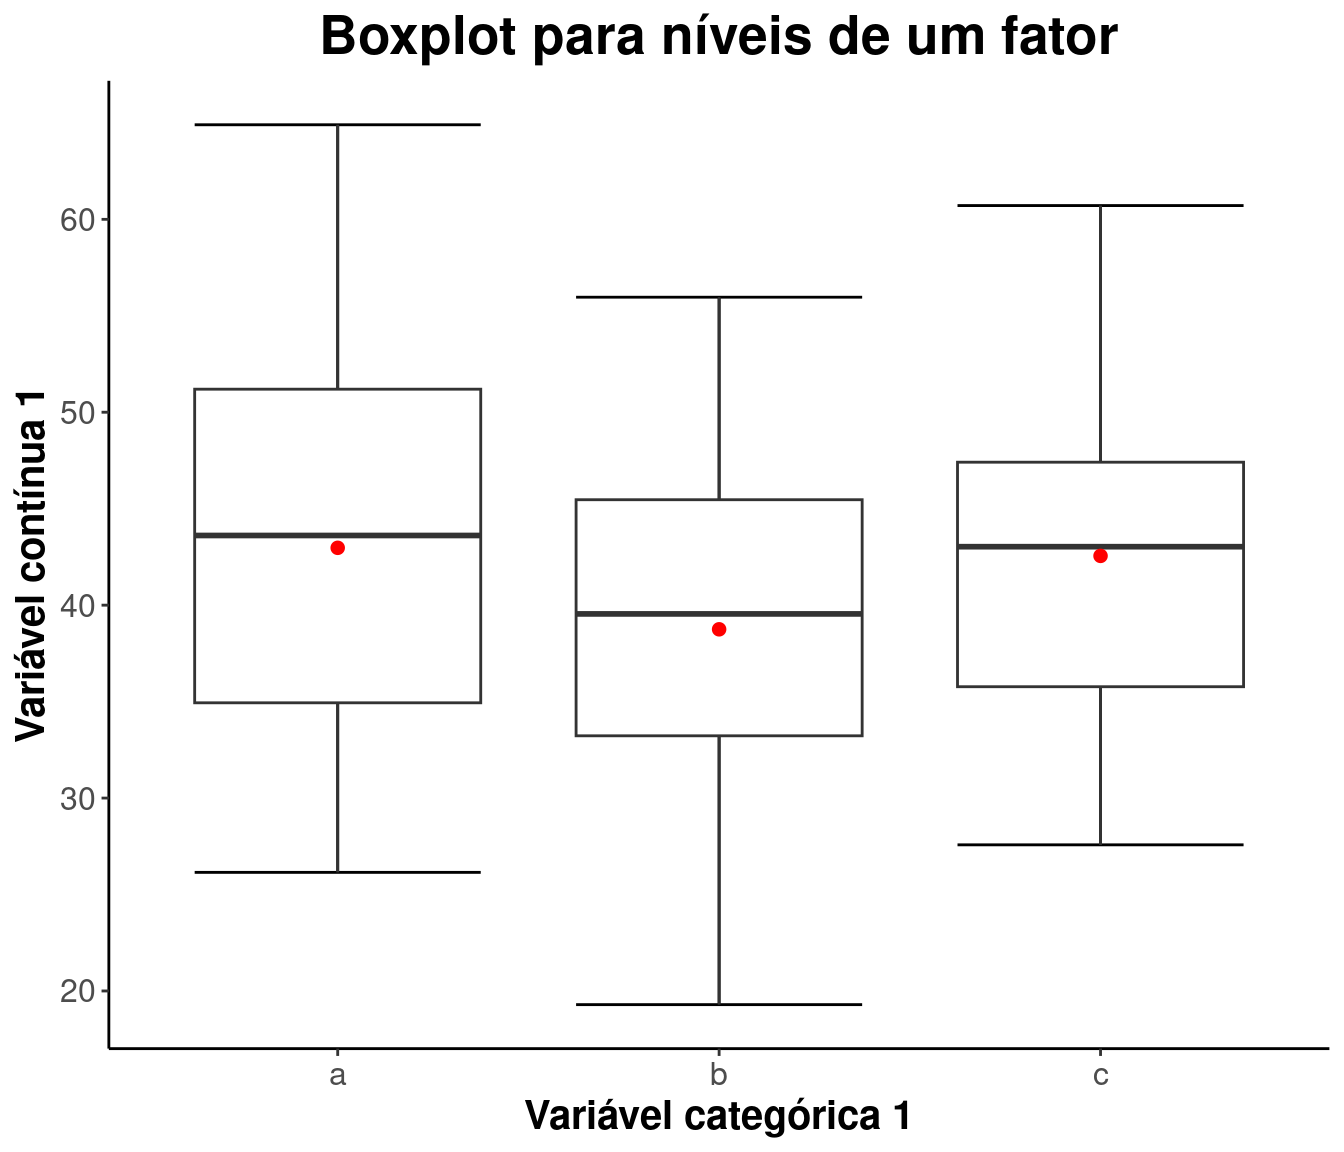 Boxplot para níveis de um fator
Variável contínua 1
60
50
40
30
20
a b c
Variável categórica 1